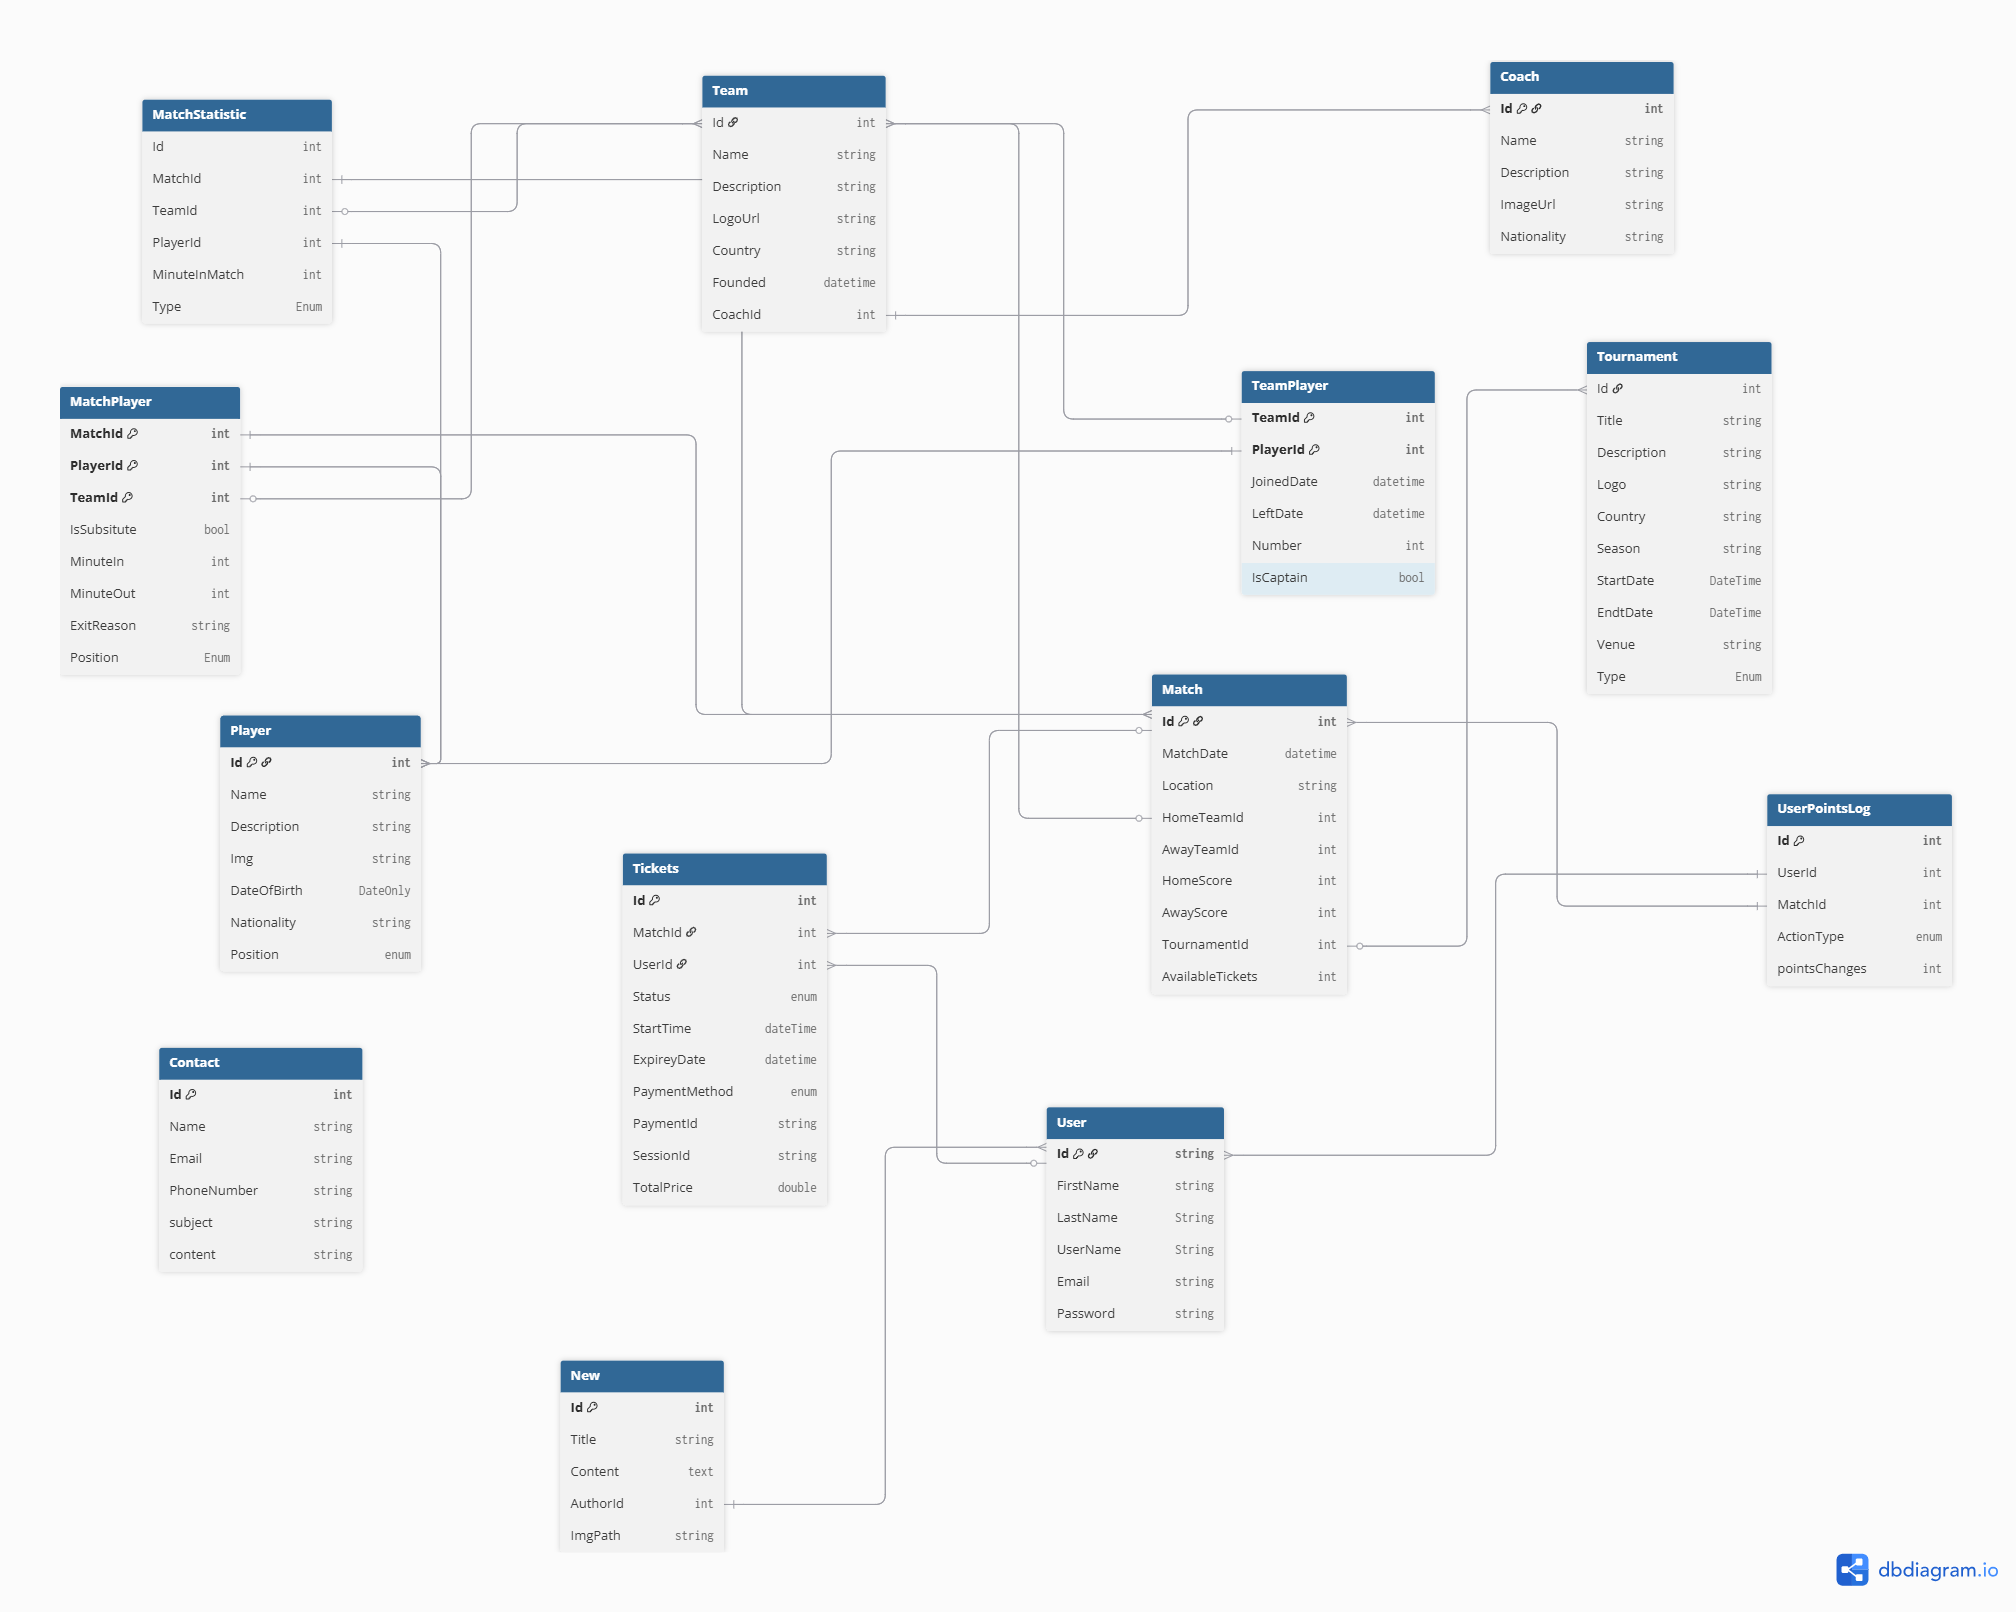 MatchStatistic
Id int
MatchId int
TeamId int
PlayerId int
MinuteInMatch int
Type Enum
Team
Id int
Name string
Description string
LogoUrl string
Country string
Founded datetime
CoachId int
Coach
Id int
Name string
Description string
ImageUrl string
Nationality string
MatchPlayer
MatchId int
PlayerId int
TeamId int
IsSubsitute bool
MinuteIn int
MinuteOut int
ExitReason string
Position Enum
TeamPlayer
TeamId int
PlayerId int
JoinedDate datetime
LeftDate datetime
Number int
IsCaptain bool
Tournament
Id int
Title string
Description string
Logo string
Country string
Season string
StartDate DateTime
EndtDate DateTime
Venue string
Type Enum
Player
Id int
Name string
Description string
Img string
DateOfBirth DateOnly
Nationality string
Position enum
Match
Id int
MatchDate datetime
Location string
HomeTeamId int
AwayTeamId int
HomeScore int
AwayScore int
TournamentId int
AvailableTickets int
UserPointsLog
Id int
UserId int
MatchId int
ActionType enum
pointsChanges int
Tickets
Id int
MatchId int
UserId int
Status enum
StartTime dateTime
ExpireyDate datetime
PaymentMethod enum
PaymentId string
SessionId string
TotalPrice double
Contact
Id int
Name string
Email string
PhoneNumber string
subject string
content string
User
Id string
FirstName string
LastName String
UserName String
Email string
Password string
New
Id int
Title string
Content text
AuthorId int
ImgPath string
dbdiagram.io